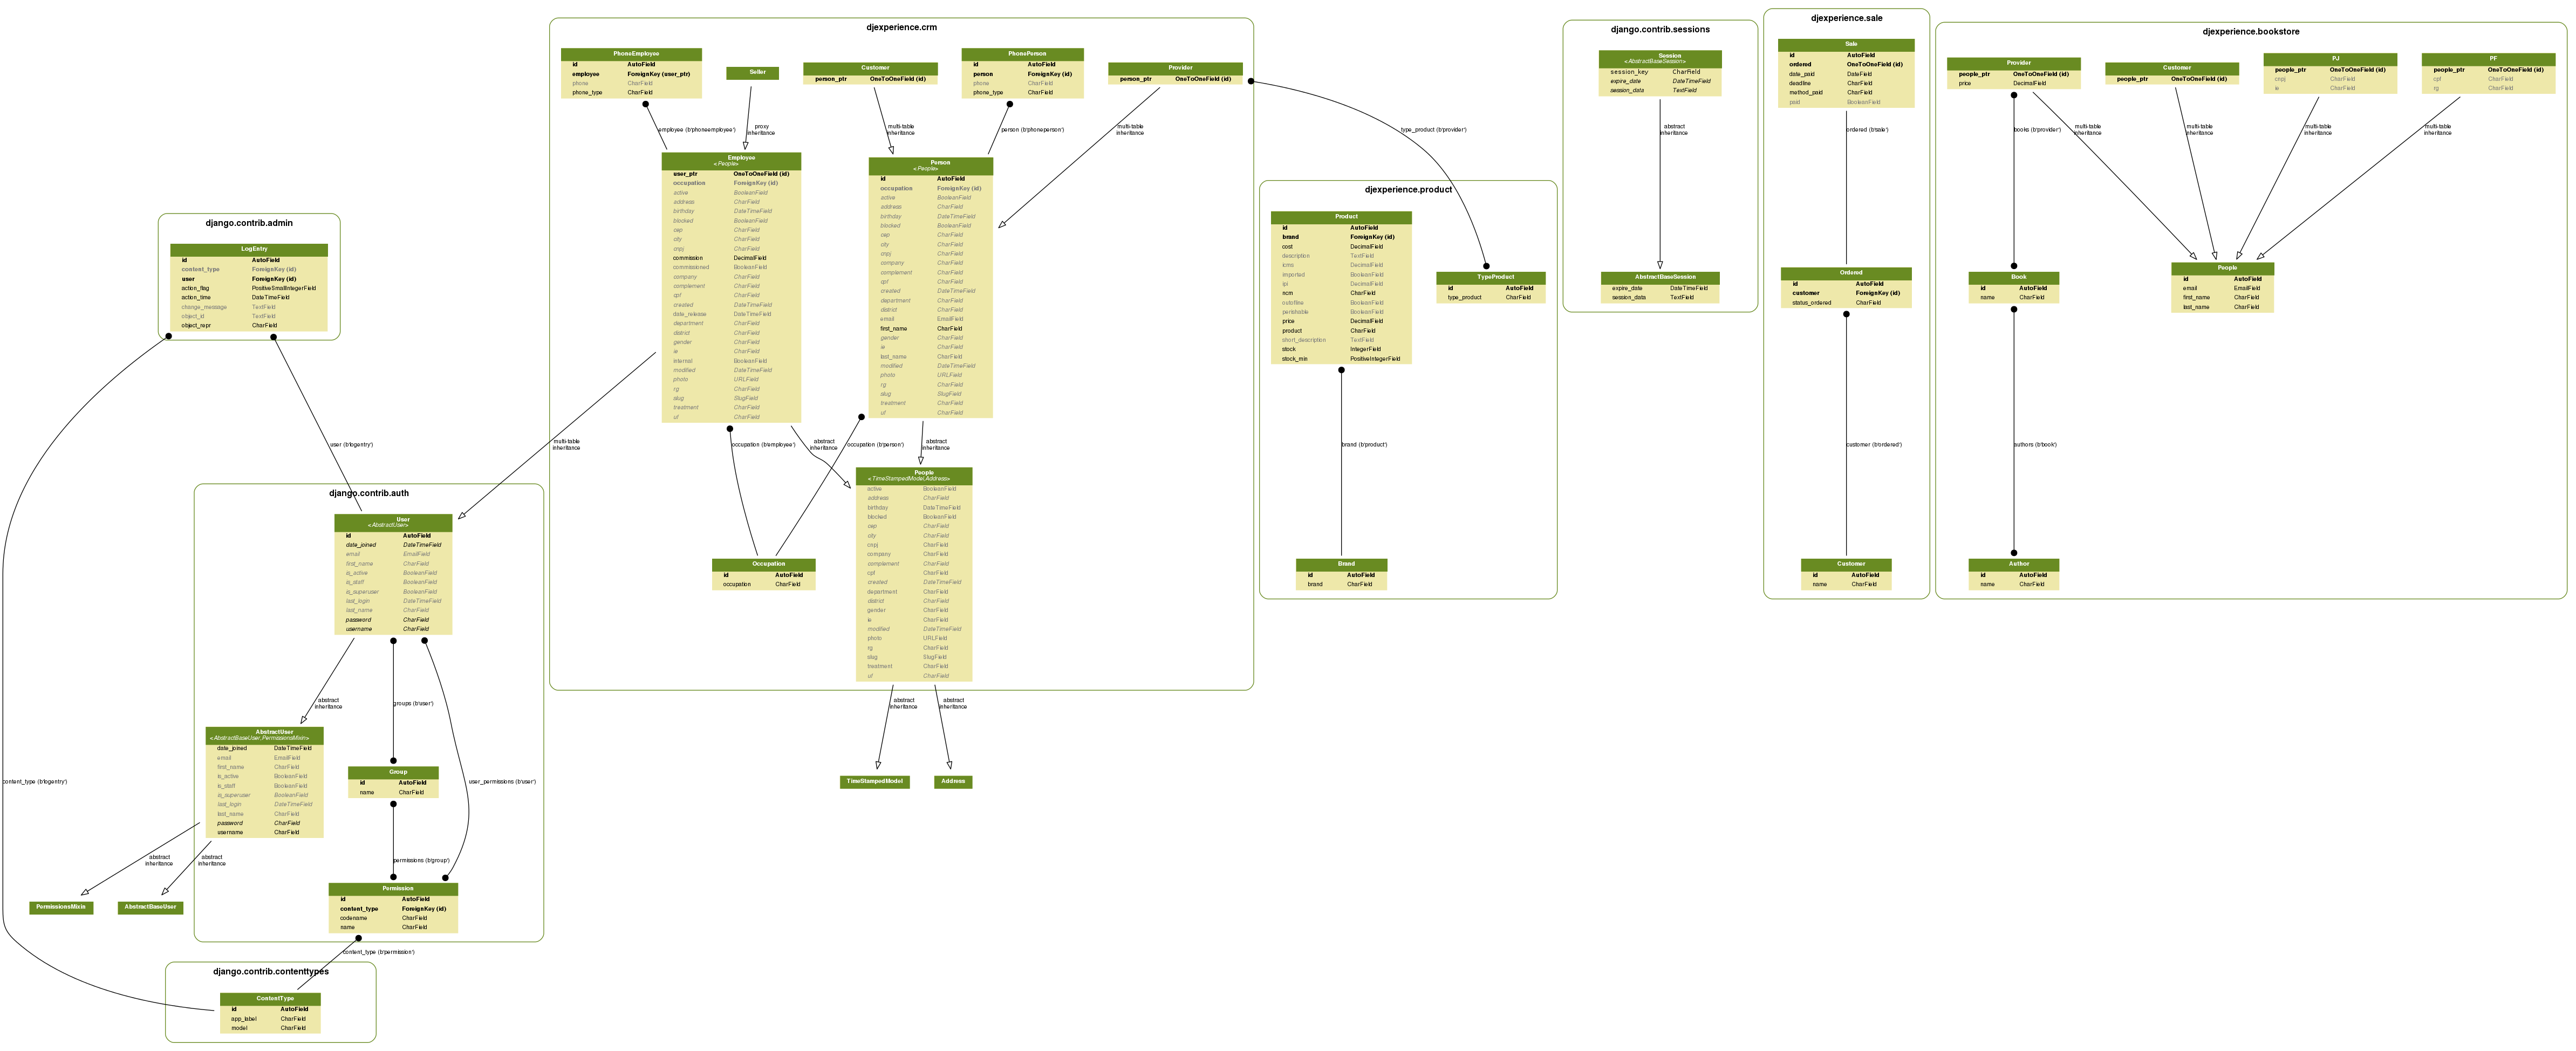 djexperience.crm
PhoneEmployee
id AutoField
employee ForeignKey (user_ptr)
phone CharField
phone_type CharField
Seller
Customer
person_ptr OneToOneField (id)
PhonePerson
id AutoField
person ForeignKey (id)
phone CharField
phone_type CharField
Provider
person_ptr OneToOneField (id)
employee (b'phoneemployee')
proxy
inheritance
multi-table
inheritance
person (b'phoneperson')
multi-table
inheritance
type_product (b'provider')
Employee
<People>
user_ptr OneToOneField (id)
occupation ForeignKey (id)
active BooleanField
address CharField
birthday DateTimeField
blocked BooleanField
cep CharField
city CharField
cnpj CharField
commission DecimalField
commissioned BooleanField
company CharField
complement CharField
cpf CharField
created DateTimeField
date_release DateTimeField
department CharField
district CharField
gender CharField
ie CharField
internal BooleanField
modified DateTimeField
photo URLField
rg CharField
slug SlugField
treatment CharField
uf CharField
Person
<People>
id AutoField
occupation ForeignKey (id)
active BooleanField
address CharField
birthday DateTimeField
blocked BooleanField
cep CharField
city CharField
cnpj CharField
company CharField
complement CharField
cpf CharField
created DateTimeField
department CharField
district CharField
email EmailField
first_name CharField
gender CharField
ie CharField
last_name CharField
modified DateTimeField
photo URLField
rg CharField
slug SlugField
treatment CharField
uf CharField
multi-table
inheritance
occupation (b'employee')
abstract
inheritance
occupation (b'person')
abstract
inheritance
People
<TimeStampedModel,Address>
active BooleanField
address CharField
birthday DateTimeField
blocked BooleanField
cep CharField
city CharField
cnpj CharField
company CharField
complement CharField
cpf CharField
created DateTimeField
department CharField
district CharField
gender CharField
ie CharField
modified DateTimeField
photo URLField
rg CharField
slug SlugField
treatment CharField
uf CharField
Occupation
id AutoField
occupation CharField
abstract
inheritance
abstract
inheritance
TimeStampedModel
Address
django.contrib.admin
LogEntry
id AutoField
content_type ForeignKey (id)
user ForeignKey (id)
action_flag PositiveSmallIntegerField
action_time DateTimeField
change_message TextField
object_id TextField
object_repr CharField
user (b'logentry')
content_type (b'logentry')
django.contrib.auth
User
<AbstractUser>
id AutoField
date_joined DateTimeField
email EmailField
first_name CharField
is_active BooleanField
is_staff BooleanField
is_superuser BooleanField
last_login DateTimeField
last_name CharField
password CharField
username CharField
abstract
inheritance
groups (b'user')
user_permissions (b'user')
AbstractUser
<AbstractBaseUser,PermissionsMixin>
date_joined DateTimeField
email EmailField
first_name CharField
is_active BooleanField
is_staff BooleanField
is_superuser BooleanField
last_login DateTimeField
last_name CharField
password CharField
username CharField
Group
id AutoField
name CharField
abstract
inheritance
abstract
inheritance
permissions (b'group')
PermissionsMixin
AbstractBaseUser
Permission
id AutoField
content_type ForeignKey (id)
codename CharField
name CharField
content_type (b'permission')
django.contrib.contenttypes
ContentType
id AutoField
app_label CharField
model CharField
djexperience.product
Product
id AutoField
brand ForeignKey (id)
cost DecimalField
description TextField
icms DecimalField
imported BooleanField
ipi DecimalField
ncm CharField
outofline BooleanField
perishable BooleanField
price DecimalField
product CharField
short_description TextField
stock IntegerField
stock_min PositiveIntegerField
TypeProduct
id AutoField
type_product CharField
brand (b'product')
Brand
id AutoField
brand CharField
django.contrib.sessions
Session
<AbstractBaseSession>
session_key CharField
expire_date DateTimeField
session_data TextField
abstract
inheritance
AbstractBaseSession
expire_date DateTimeField
session_data TextField
djexperience.sale
Sale
id AutoField
ordered OneToOneField (id)
date_paid DateField
deadline CharField
method_paid CharField
paid BooleanField
ordered (b'sale')
Ordered
id AutoField
customer ForeignKey (id)
status_ordered CharField
customer (b'ordered')
Customer
id AutoField
name CharField
djexperience.bookstore
Provider
people_ptr OneToOneField (id)
price DecimalField
Customer
people_ptr OneToOneField (id)
PJ
people_ptr OneToOneField (id)
cnpj CharField
ie CharField
PF
people_ptr OneToOneField (id)
cpf CharField
rg CharField
books (b'provider')
multi-table
inheritance
multi-table
inheritance
multi-table
inheritance
multi-table
inheritance
Book
id AutoField
name CharField
People
id AutoField
email EmailField
first_name CharField
last_name CharField
authors (b'book')
Author
id AutoField
name CharField